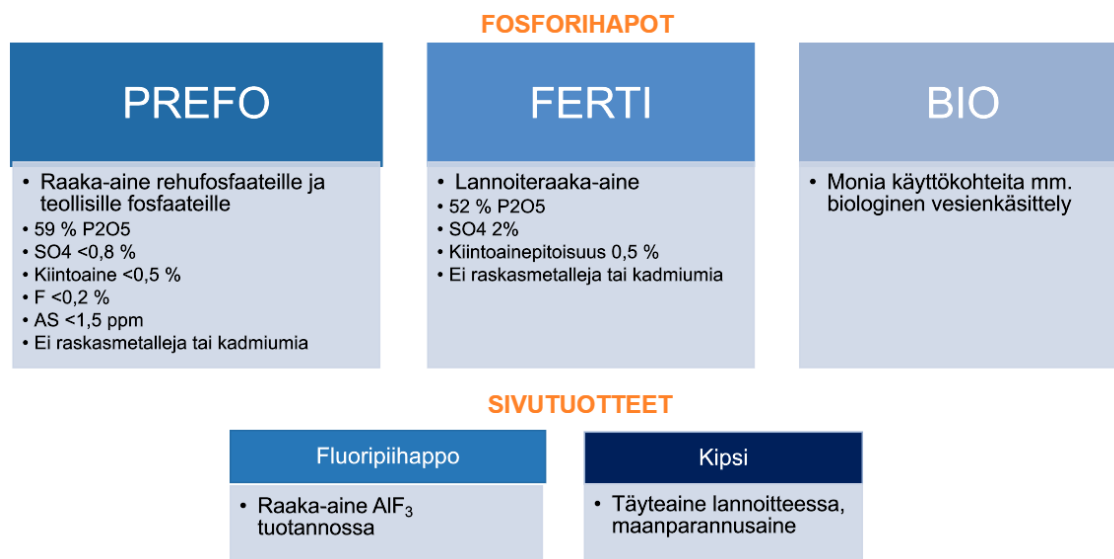 FOSFORIHAPOT
PREFO
• Raaka-aine rehufosfaateille ja
teollisille fosfaateille
• 59 % P2O5
• SO4 <0,8 %
• Kiintoaine <0,5 %
• F <0,2 %
• AS <1,5 ppm
• Ei raskasmetalleja tai kadmiumia
FERTI
• Lannoiteraaka-aine
• 52 % P2O5
• SO4 2%
• Kiintoainepitoisuus 0,5 %
• Ei raskasmetalleja tai kadmiumia
BIO
• Monia käyttökohteita mm.
biologinen vesienkäsittely
SIVUTUOTTEET
Fluoripiihappo
• Raaka-aine AlF₃
tuotannossa
Kipsi
• Täyteaine lannoitteessa,
maanparannusaine